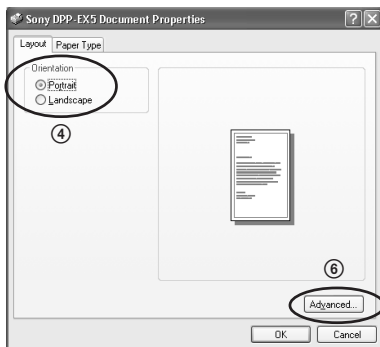 Sony DPP-EX5 Document Properties
Layout Paper Type
Orientation
Portrait
Landscape
④
⑥
Advanced...
OK Cancel